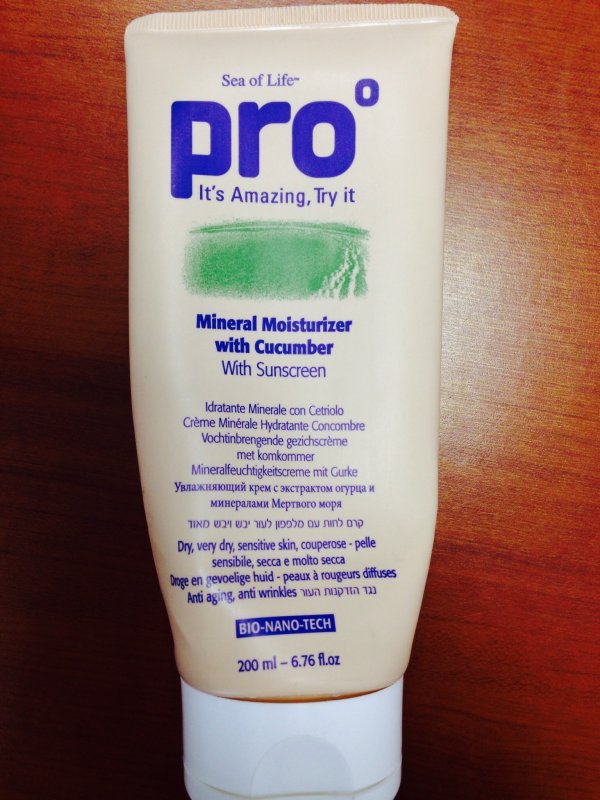 Sea of Life™
pro°
It's Amazing, Try it
Mineral Moisturizer
with Cucumber
With Sunscreen
Idratante Minerale con Cetriolo
Crème Minérale Hydratante Concombre
Vochtinbrengende gezichscrème
met komkommer
Mineralfeuchtigkeitscreme mit Gurke
Увлажняющий крем с экстрактом огурца и
минералами Мертвого моря
קרם לחות עם מלפפון לעור יבש ויבש מאוד
Dry, very dry, sensitive skin, couperose - pelle
sensibile, secca e molto secca
Droge en gevoelige huid - peaux à rougeurs diffuses
Anti aging, anti wrinkles נגד הזדקנות העור
BIO-NANO-TECH
200 ml – 6.76 fl.oz